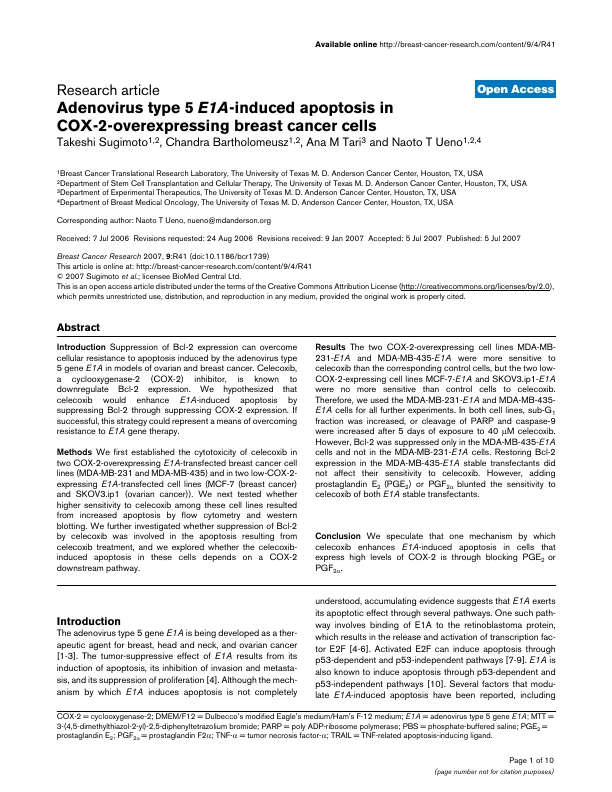 Available online http://breast-cancer-research.com/content/9/4/R41
Research article
Open Access
Adenovirus type 5 E1A-induced apoptosis in
COX-2-overexpressing breast cancer cells
Takeshi Sugimoto1,2, Chandra Bartholomeusz1,2, Ana M Tari3 and Naoto T Ueno1,2,4
1Breast Cancer Translational Research Laboratory, The University of Texas M. D. Anderson Cancer Center, Houston, TX, USA
2Department of Stem Cell Transplantation and Cellular Therapy, The University of Texas M. D. Anderson Cancer Center, Houston, TX, USA
3Department of Experimental Therapeutics, The University of Texas M. D. Anderson Cancer Center, Houston, TX, USA
4Department of Breast Medical Oncology, The University of Texas M. D. Anderson Cancer Center, Houston, TX, USA
Corresponding author: Naoto T Ueno, nueno@mdanderson.org
Received: 7 Jul 2006 Revisions requested: 24 Aug 2006 Revisions received: 9 Jan 2007 Accepted: 5 Jul 2007 Published: 5 Jul 2007
Breast Cancer Research 2007, 9:R41 (doi:10.1186/bcr1739)
This article is online at: http://breast-cancer-research.com/content/9/4/R41
© 2007 Sugimoto et al.; licensee BioMed Central Ltd.
This is an open access article distributed under the terms of the Creative Commons Attribution License (http://creativecommons.org/licenses/by/2.0),
which permits unrestricted use, distribution, and reproduction in any medium, provided the original work is properly cited.
Abstract
Introduction Suppression of Bcl-2 expression can overcome
cellular resistance to apoptosis induced by the adenovirus type
5 gene E1A in models of ovarian and breast cancer. Celecoxib,
a cyclooxygenase-2 (COX-2) inhibitor, is known to
downregulate Bcl-2 expression. We hypothesized that
celecoxib would enhance E1A-induced apoptosis by
suppressing Bcl-2 through suppressing COX-2 expression. If
successful, this strategy could represent a means of overcoming
resistance to E1A gene therapy.
Methods We first established the cytotoxicity of celecoxib in
two COX-2-overexpressing E1A-transfected breast cancer cell
lines (MDA-MB-231 and MDA-MB-435) and in two low-COX-2-
expressing E1A-transfected cell lines (MCF-7 (breast cancer)
and SKOV3.ip1 (ovarian cancer)). We next tested whether
higher sensitivity to celecoxib among these cell lines resulted
from increased apoptosis by flow cytometry and western
blotting. We further investigated whether suppression of Bcl-2
by celecoxib was involved in the apoptosis resulting from
celecoxib treatment, and we explored whether the celecoxib-
induced apoptosis in these cells depends on a COX-2
downstream pathway.
Results The two COX-2-overexpressing cell lines MDA-MB-
231-E1A and MDA-MB-435-E1A were more sensitive to
celecoxib than the corresponding control cells, but the two low-
COX-2-expressing cell lines MCF-7-E1A and SKOV3.ip1-E1A
were no more sensitive than control cells to celecoxib.
Therefore, we used the MDA-MB-231-E1A and MDA-MB-435-
E1A cells for all further experiments. In both cell lines, sub-G1
fraction was increased, or cleavage of PARP and caspase-9
were increased after 5 days of exposure to 40 μM celecoxib.
However, Bcl-2 was suppressed only in the MDA-MB-435-E1A
cells and not in the MDA-MB-231-E1A cells. Restoring Bcl-2
expression in the MDA-MB-435-E1A stable transfectants did
not affect their sensitivity to celecoxib. However, adding
prostaglandin E2 (PGE2) or PGF2α blunted the sensitivity to
celecoxib of both E1A stable transfectants.
Conclusion We speculate that one mechanism by which
celecoxib enhances E1A-induced apoptosis in cells that
express high levels of COX-2 is through blocking PGE2 or
PGF2α.
Introduction
The adenovirus type 5 gene E1A is being developed as a ther-
apeutic agent for breast, head and neck, and ovarian cancer
[1-3]. The tumor-suppressive effect of E1A results from its
induction of apoptosis, its inhibition of invasion and metasta-
sis, and its suppression of proliferation [4]. Although the mech-
anism by which E1A induces apoptosis is not completely
understood, accumulating evidence suggests that E1A exerts
its apoptotic effect through several pathways. One such path-
way involves binding of E1A to the retinoblastoma protein,
which results in the release and activation of transcription fac-
tor E2F [4-6]. Activated E2F can induce apoptosis through
p53-dependent and p53-independent pathways [7-9]. E1A is
also known to induce apoptosis through p53-dependent and
p53-independent pathways [10]. Several factors that modu-
late E1A-induced apoptosis have been reported, including
COX-2 = cyclooxygenase-2; DMEM/F12 = Dulbecco's modified Eagle's medium/Ham's F-12 medium; E1A = adenovirus type 5 gene E1A; MTT =
3-(4,5-dimethylthiazol-2-yl)-2,5-diphenyltetrazolium bromide; PARP = poly ADP-ribose polymerase; PBS = phosphate-buffered saline; PGE2 =
prostaglandin E2; PGF2α = prostaglandin F2α; TNF-α = tumor necrosis factor-α; TRAIL = TNF-related apoptosis-inducing ligand.
Page 1 of 10
(page number not for citation purposes)